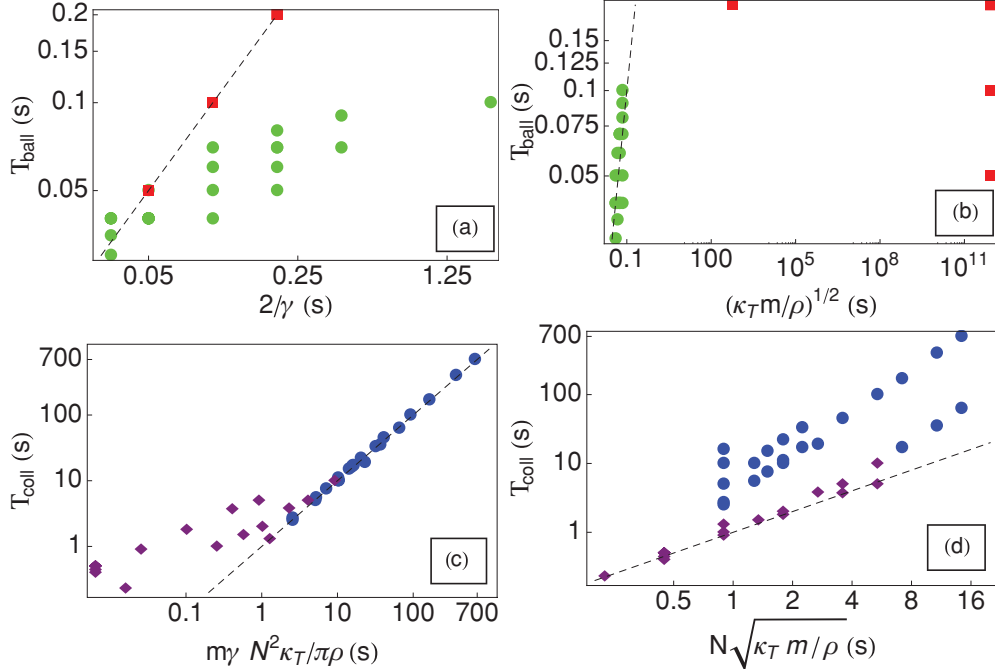 0.2
0.15
0.1
0.05
T_ball (s)
(a)
0.05 0.25 1.25
2/γ (s)
0.15
0.125
0.1
0.075
0.05
T_ball (s)
(b)
0.1 100 10^5 10^8 10^11
(κ_T m/ρ)^1/2 (s)
700
100
10
1
T_coll (s)
(c)
0.1 1 10 100 700
mγ N^2 κ_T/πρ (s)
700
100
10
1
T_coll (s)
(d)
0.5 1 2 4 8 16
N√κ_T m/ρ (s)